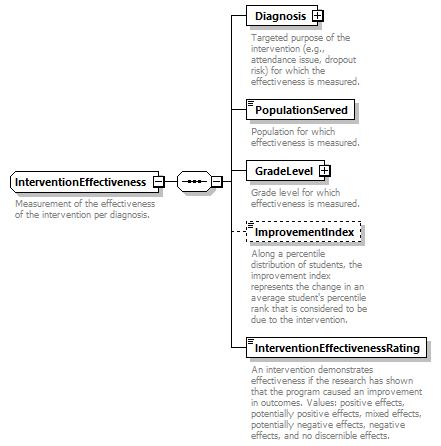 Diagnosis
Targeted purpose of the
intervention (e.g.,
attendance issue, dropout
risk) for which the
effectiveness is measured.
PopulationServed
Population for which
effectiveness is measured.
InterventionEffectiveness
Measurement of the effectiveness
of the intervention per diagnosis.
GradeLevel
Grade level for which
effectiveness is measured.
ImprovementIndex
Along a percentile
distribution of students, the
improvement index
represents the change in an
average student's percentile
rank that is considered to be
due to the intervention.
InterventionEffectivenessRating
An intervention demonstrates
effectiveness if the research has shown
that the program caused an improvement
in outcomes. Values: positive effects,
potentially positive effects, mixed effects,
potentially negative effects, negative
effects, and no discernible effects.